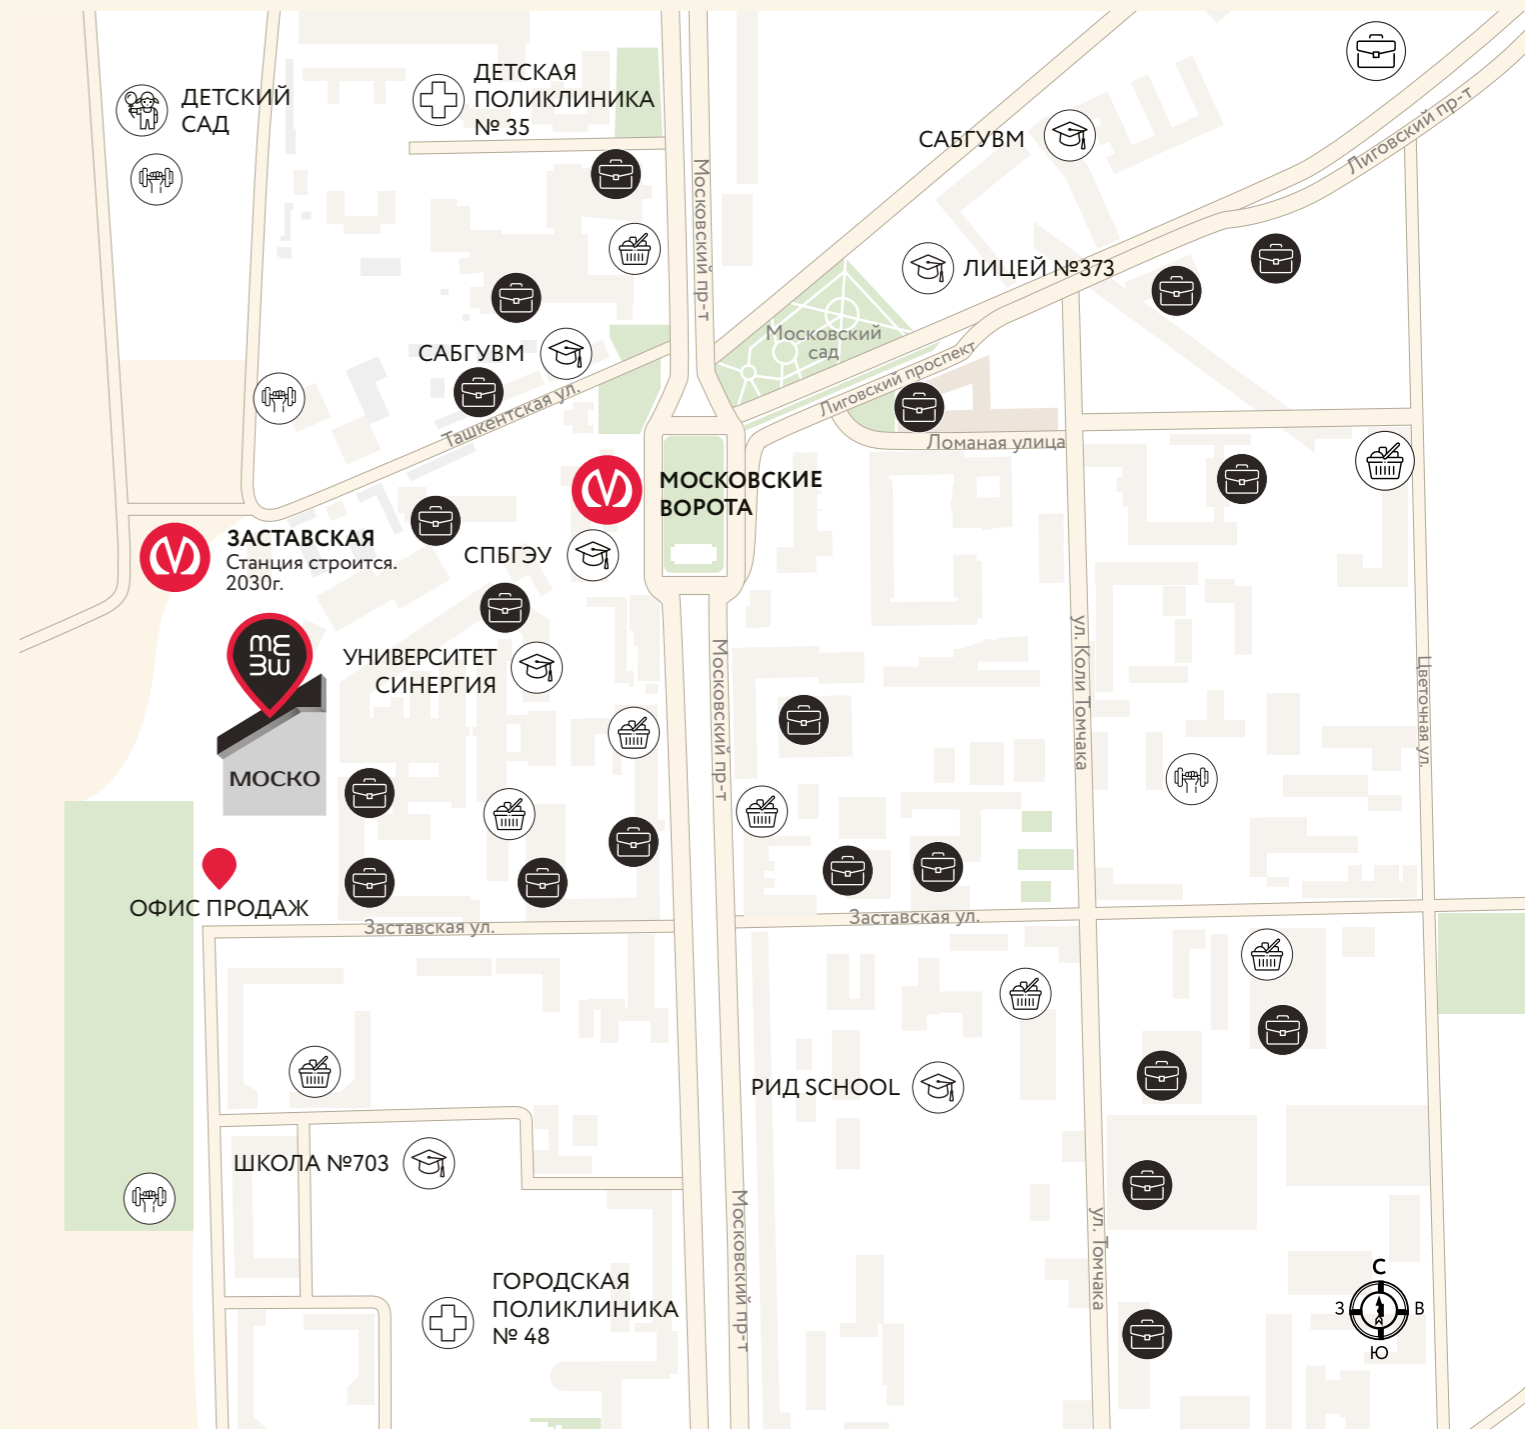 ДЕТСКИЙ
САД
ДЕТСКАЯ
ПОЛИКЛИНИКА
№ 35
САБГУВМ
Лиговский пр-т
Московский пр-т
ЛИЦЕЙ №373
Московский
сад
САБГУВМ
Лиговский проспект
Ташкентская ул.
Ломаная улица
МОСКОВСКИЕ
ВОРОТА
ЗАСТАВСКАЯ
Станция строится.
2030г.
СПБГЭУ
УНИВЕРСИТЕТ
СИНЕРГИЯ
МОСКО
Московский пр-т
ул. Коли Томчака
Цветочная ул.
ОФИС ПРОДАЖ
Заставская ул.
Заставская ул.
РИД SCHOOL
ШКОЛА №703
Московский пр-т
ул. Томчака
ГОРОДСКАЯ
ПОЛИКЛИНИКА
№ 48
С
З
В
Ю